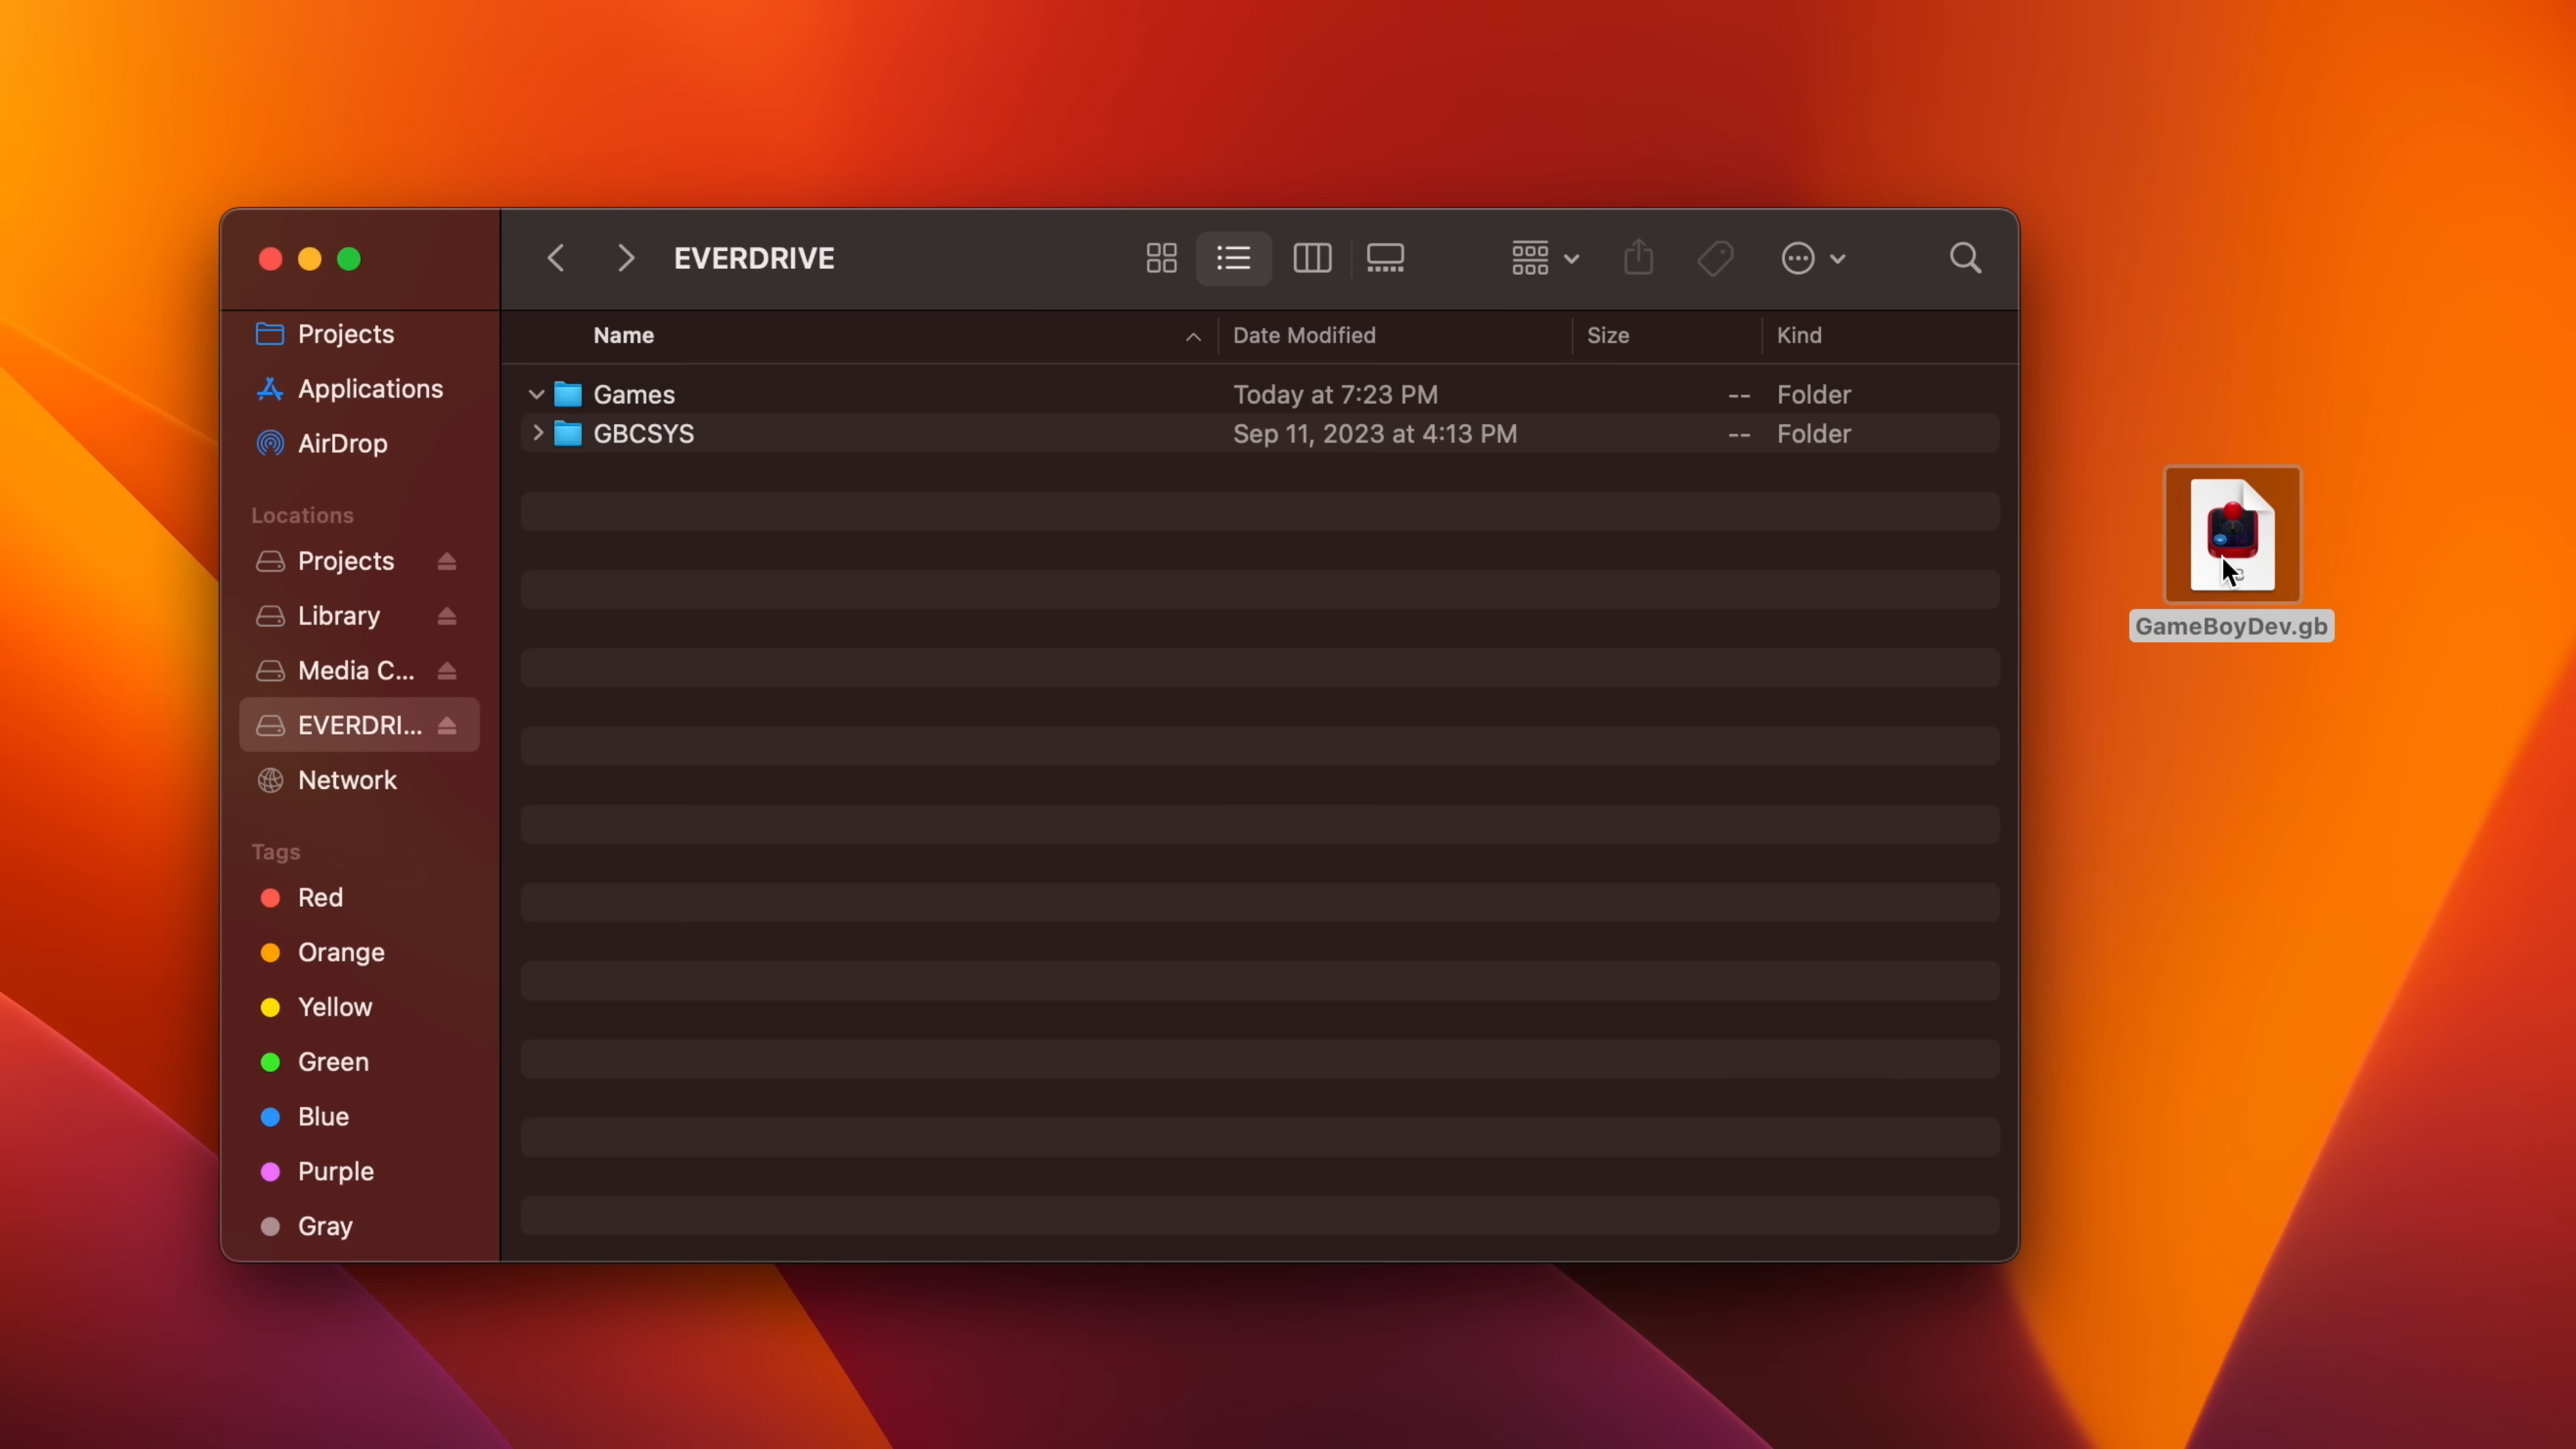 EVERDRIVE
Projects
Applications
AirDrop
Locations
Projects
Library
Media C...
EVERDRI...
Network
Tags
Red
Orange
Yellow
Green
Blue
Purple
Gray
Name Date Modified Size Kind
Games Today at 7:23 PM -- Folder
GBCSYS Sep 11, 2023 at 4:13 PM -- Folder
GameBoyDev.gb